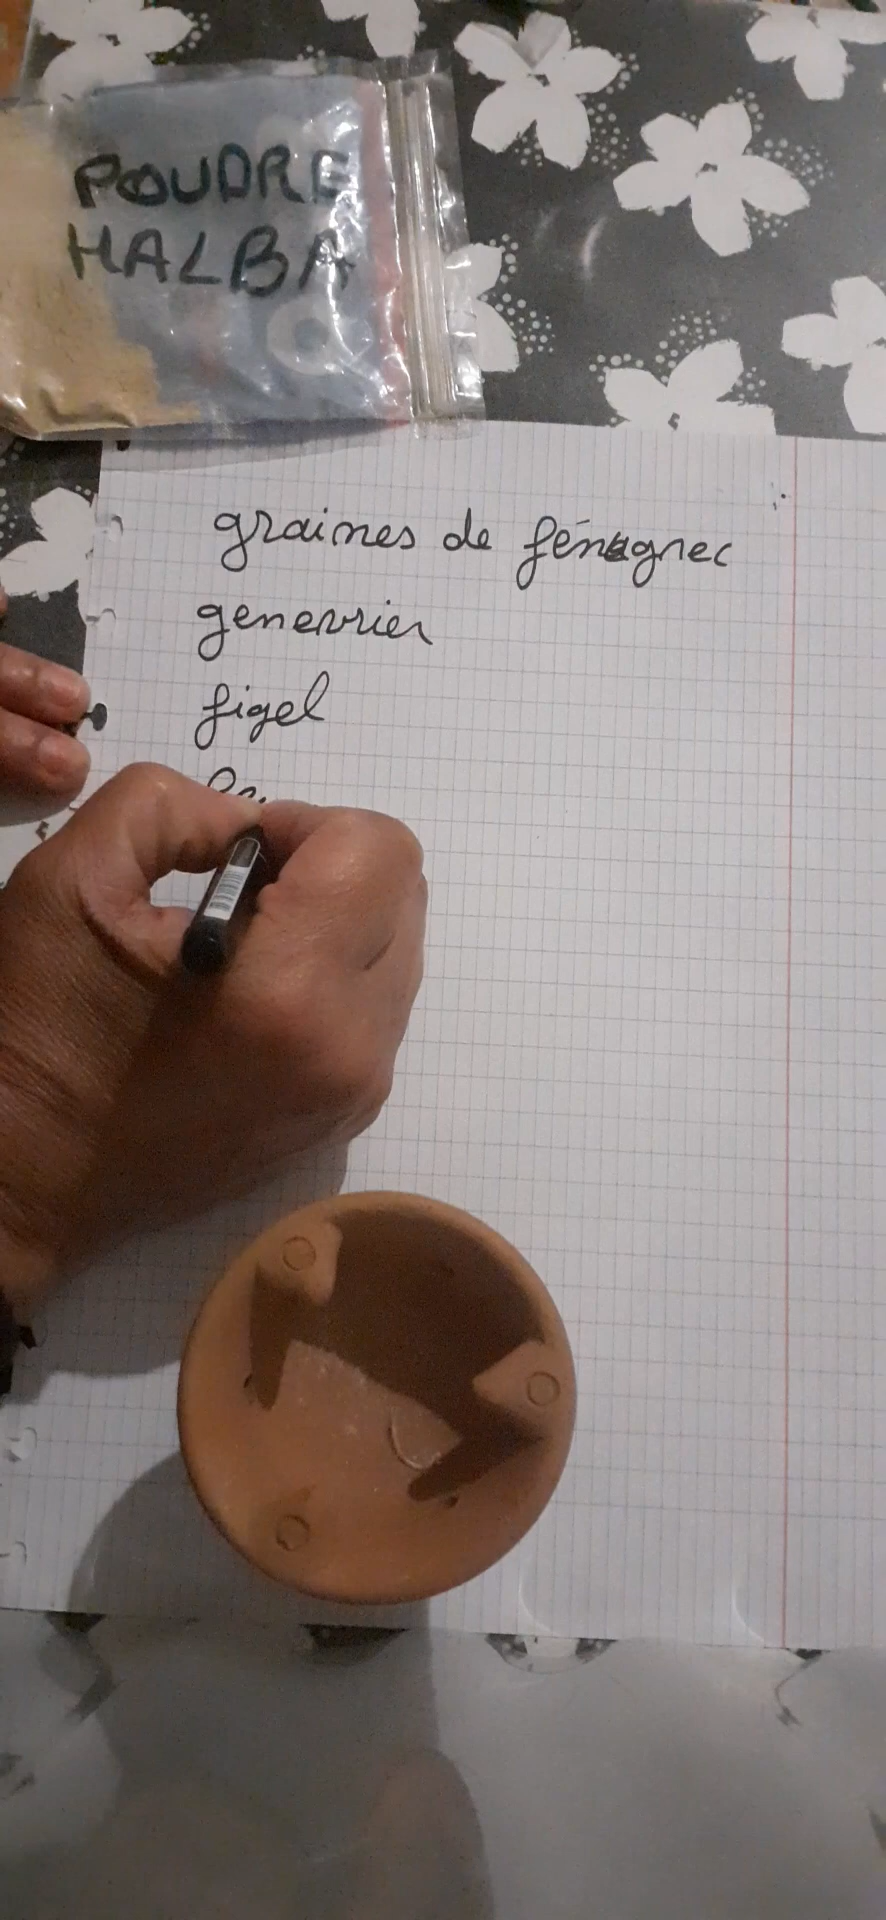 POUDRE
HALBA
graines de fénugrec
genevrier
figel